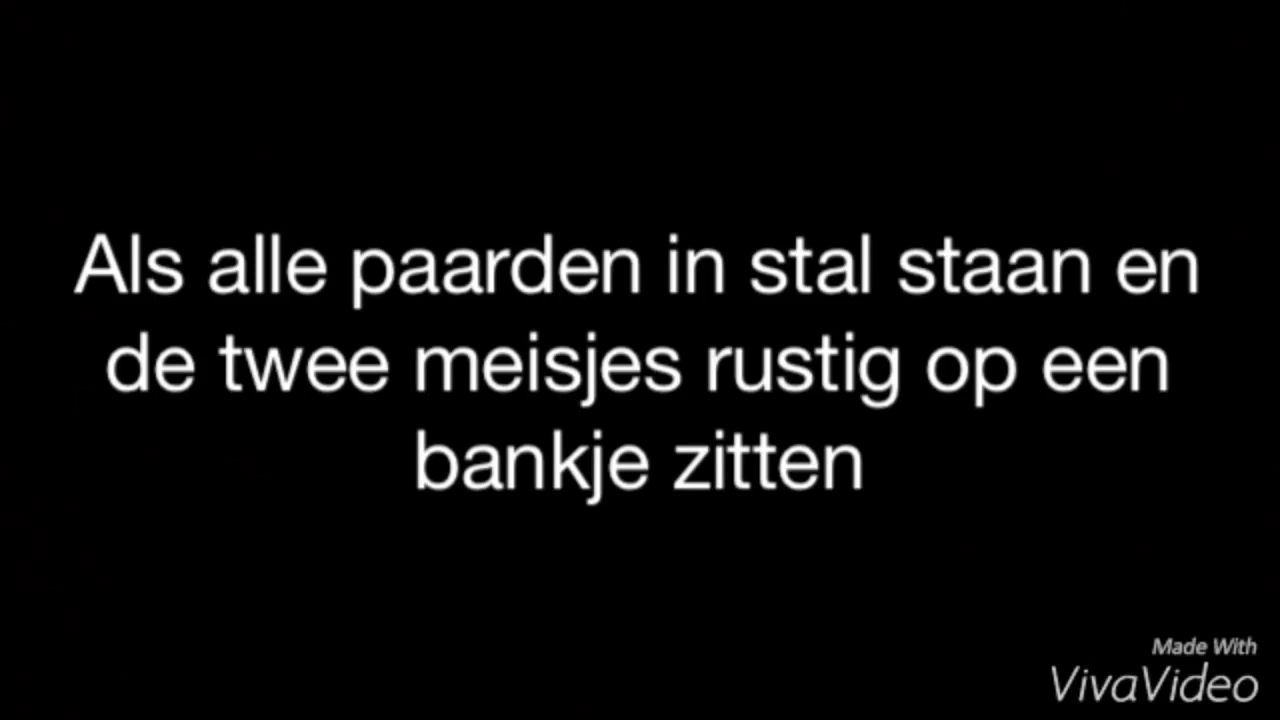 Als alle paarden in stal staan en
de twee meisjes rustig op een
bankje zitten
Made With
VivaVideo